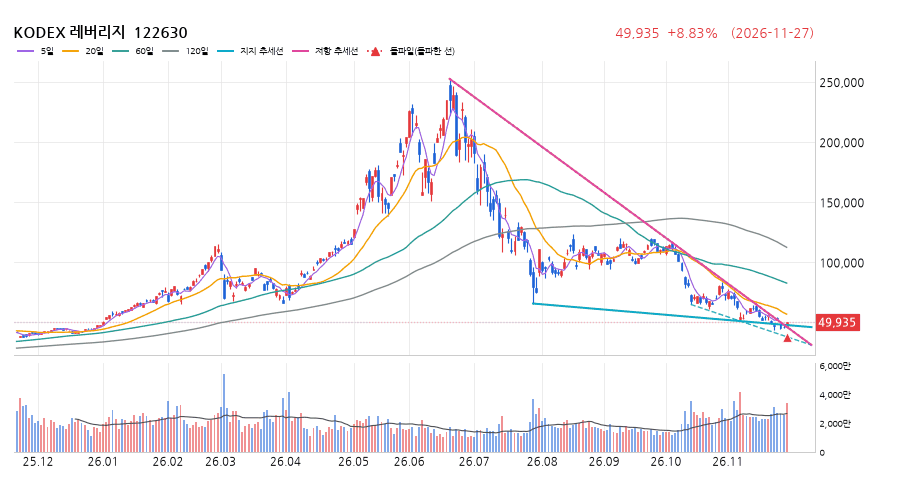 KODEX 레버리지 122630
49,935 +8.83% (2026-11-27)
5일 20일 60일 120일 지지 추세선 저항 추세선 돌파일(돌파한 선)
250,000
200,000
150,000
100,000
49,935
6,000만
4,000만
2,000만
0
25.12 26.01 26.02 26.03 26.04 26.05 26.06 26.07 26.08 26.09 26.10 26.11